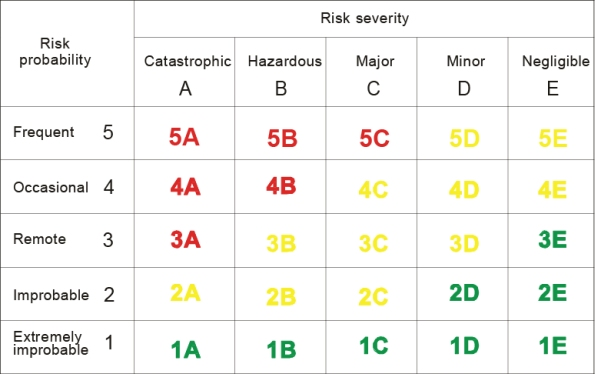 Risk severity
Risk
probability
Catastrophic Hazardous Major Minor Negligible
A B C D E
Frequent 5 5A 5B 5C 5D 5E
Occasional 4 4A 4B 4C 4D 4E
Remote 3 3A 3B 3C 3D 3E
Improbable 2 2A 2B 2C 2D 2E
Extremely
improbable 1 1A 1B 1C 1D 1E